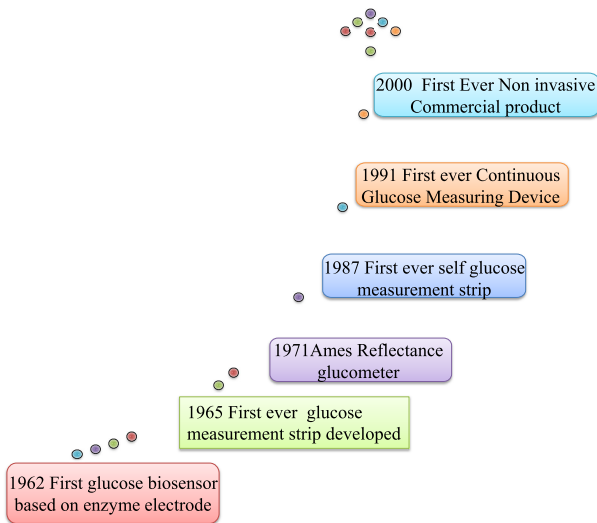 2000  First Ever Non invasive
Commercial product
1991 First ever Continuous
Glucose Measuring Device
1987 First ever self glucose
measurement strip
1971Ames Reflectance
glucometer
1965 First ever  glucose
measurement strip developed
1962 First glucose biosensor
based on enzyme electrode